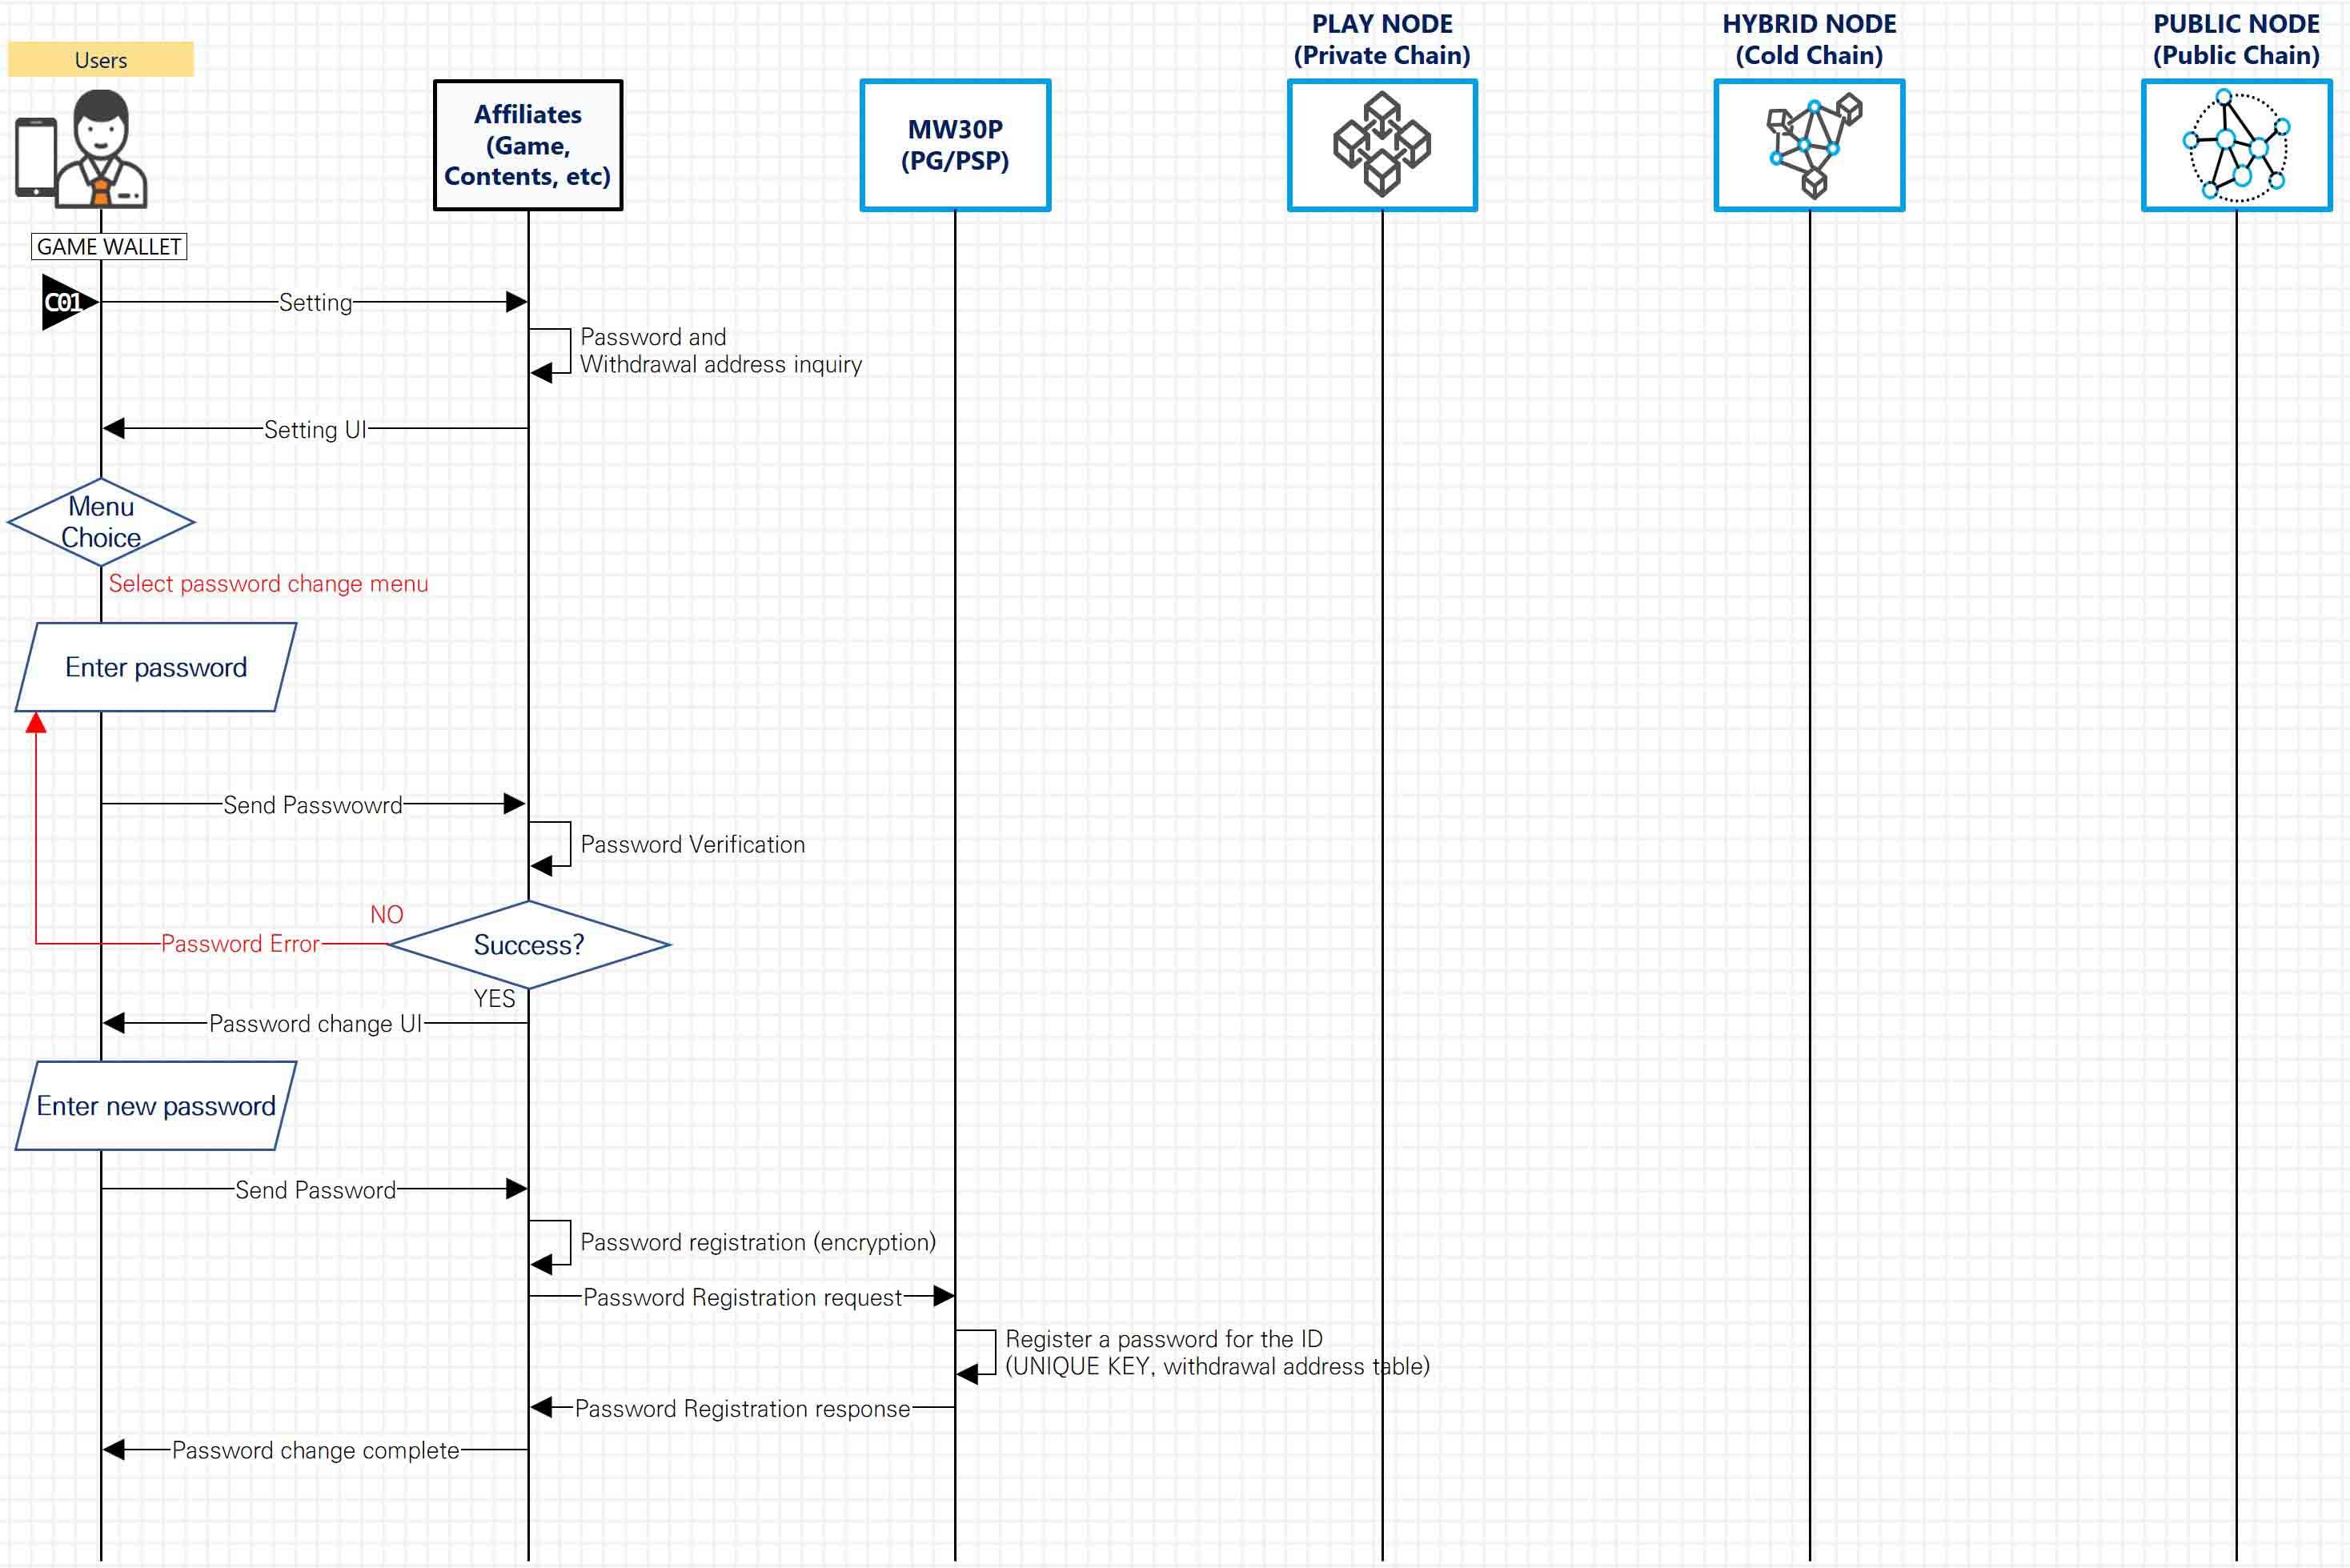 PLAY NODE
(Private Chain)
HYBRID NODE
(Cold Chain)
PUBLIC NODE
(Public Chain)
Users
Affiliates
(Game,
Contents, etc)
MW30P
(PG/PSP)
GAME WALLET
C01
Setting
Password and
Withdrawal address inquiry
Setting UI
Menu
Choice
Select password change menu
Enter password
Send Passwowrd
Password Verification
NO
Password Error
Success?
YES
Password change UI
Enter new password
Send Password
Password registration (encryption)
Password Registration request
Register a password for the ID
(UNIQUE KEY, withdrawal address table)
Password Registration response
Password change complete